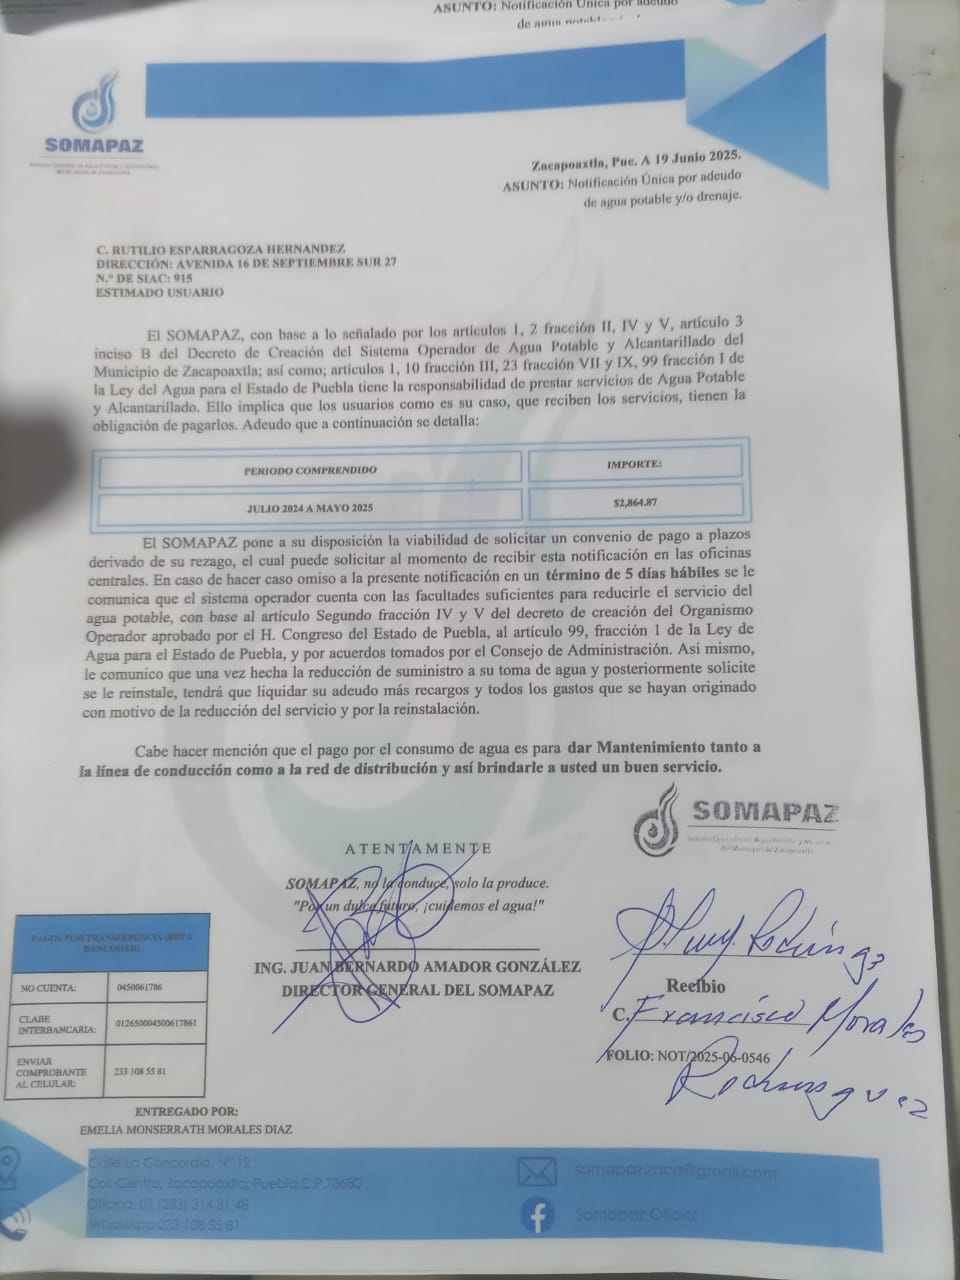 ASUNTO: Notificación Única por adeudo
de agua potable
SOMAPAZ
Zacapoaxtla, Pue. A 19 Junio 2025.
ASUNTO: Notificación Única por adeudo
de agua potable y/o drenaje.
C. RUTILIO ESPARRAGOZA HERNANDEZ
DIRECCIÓN: AVENIDA 16 DE SEPTIEMBRE SUR 27
N.º DE SIAC: 915
ESTIMADO USUARIO
El SOMAPAZ, con base a lo señalado por los artículos 1, 2 fracción II, IV y V, artículo 3
inciso B del Decreto de Creación del Sistema Operador de Agua Potable y Alcantarillado del
Municipio de Zacapoaxtla; así como; artículos 1, 10 fracción III, 23 fracción VII y IX, 99 fracción I de
la Ley del Agua para el Estado de Puebla tiene la responsabilidad de prestar servicios de Agua Potable
y Alcantarillado. Ello implica que los usuarios como es su caso, que reciben los servicios, tienen la
obligación de pagarlos. Adeudo que a continuación se detalla:
PERIODO COMPRENDIDO IMPORTE:
JULIO 2024 A MAYO 2025 $2,864.87
El SOMAPAZ pone a su disposición la viabilidad de solicitar un convenio de pago a plazos
derivado de su rezago, el cual puede solicitar al momento de recibir esta notificación en las oficinas
centrales. En caso de hacer caso omiso a la presente notificación en un término de 5 días hábiles se le
comunica que el sistema operador cuenta con las facultades suficientes para reducirle el servicio del
agua potable, con base al artículo Segundo fracción IV y V del decreto de creación del Organismo
Operador aprobado por el H. Congreso del Estado de Puebla, al artículo 99, fracción 1 de la Ley de
Agua para el Estado de Puebla, y por acuerdos tomados por el Consejo de Administración. Así mismo,
le comunico que una vez hecha la reducción de suministro a su toma de agua y posteriormente solicite
se le reinstale, tendrá que liquidar su adeudo más recargos y todos los gastos que se hayan originado
con motivo de la reducción del servicio y por la reinstalación.
Cabe hacer mención que el pago por el consumo de agua es para dar Mantenimiento tanto a
la línea de conducción como a la red de distribución y así brindarle a usted un buen servicio.
SOMAPAZ
ATENTAMENTE
SOMAPAZ, no la conduce, solo la produce.
"Por un dulce futuro, ¡cuidemos el agua!"
ING. JUAN BERNARDO AMADOR GONZÁLEZ
DIRECTOR GENERAL DEL SOMAPAZ
Recibio
C. Francisco Morales
FOLIO: NOT/2025-06-0546
PAGOS POR TRANSFERENCIA (BBVA
BANCOMER)
NO CUENTA: 0450061786
CLABE
INTERBANCARIA: 012650004500617861
ENVIAR
COMPROBANTE
AL CELULAR: 233 108 55 81
ENTREGADO POR:
EMELIA MONSERRATH MORALES DIAZ
Calle La Concordia, N° 12
Col. Centro, Zacapoaxtla, Puebla.C.P.73680
Oficina: 01 (233) 314 31 48
WhatsApp 233 108 55 81
somapaz.zacp@gmail.com
Somapaz Oficial